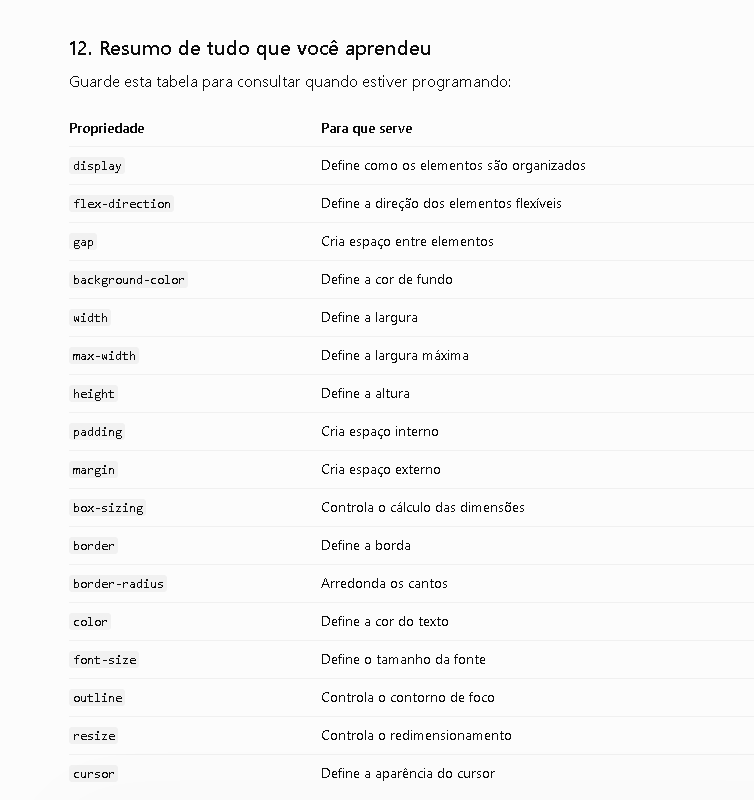 12. Resumo de tudo que você aprendeu
Guarde esta tabela para consultar quando estiver programando:
Propriedade Para que serve
display Define como os elementos são organizados
flex-direction Define a direção dos elementos flexíveis
gap Cria espaço entre elementos
background-color Define a cor de fundo
width Define a largura
max-width Define a largura máxima
height Define a altura
padding Cria espaço interno
margin Cria espaço externo
box-sizing Controla o cálculo das dimensões
border Define a borda
border-radius Arredonda os cantos
color Define a cor do texto
font-size Define o tamanho da fonte
outline Controla o contorno de foco
resize Controla o redimensionamento
cursor Define a aparência do cursor